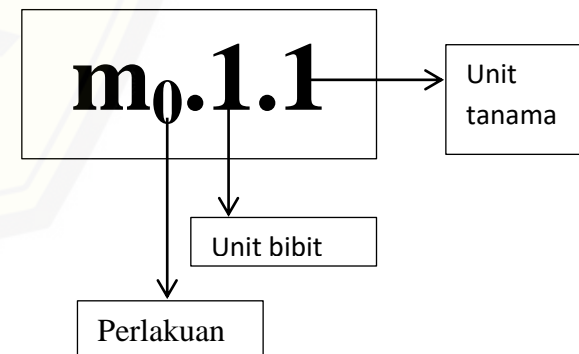 m₀.1.1
Unit
tanama
Unit bibit
Perlakuan